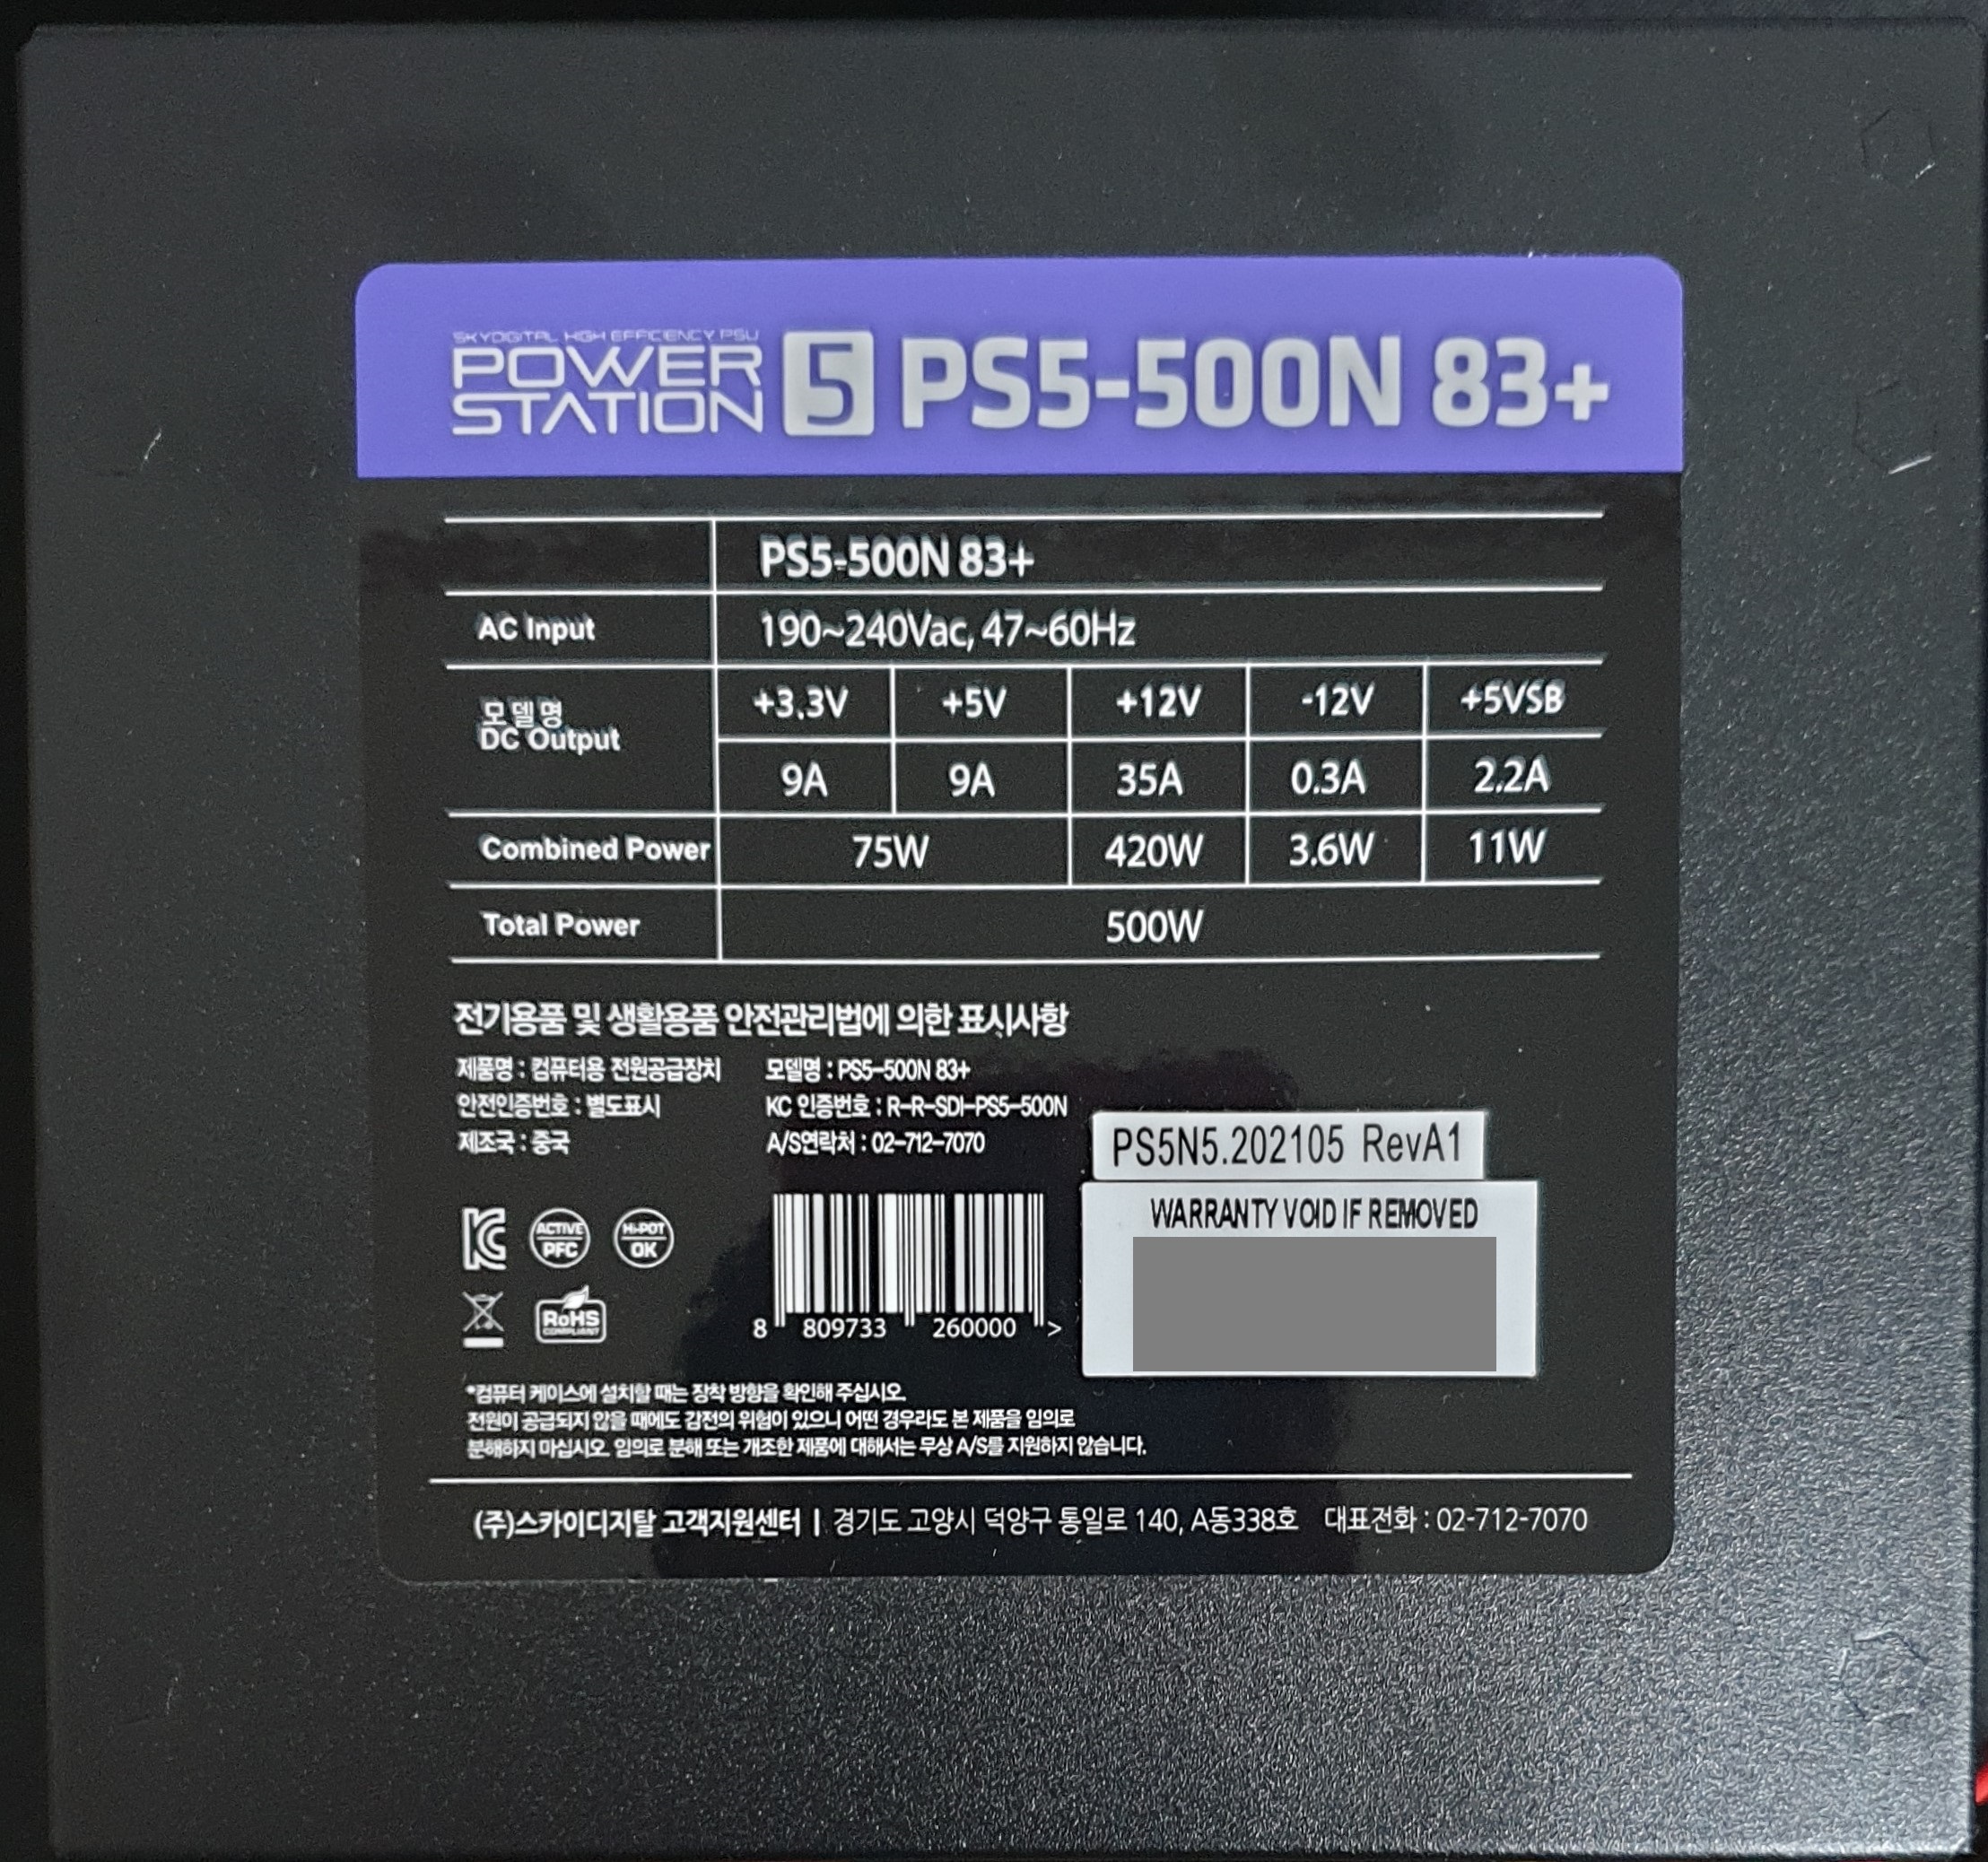 SKYDIGITAL HIGH EFFICIENCY PSU
POWER
STATION 5 PS5-500N 83+
PS5-500N 83+
AC Input 190~240Vac, 47~60Hz
모델명
DC Output
+3.3V +5V +12V -12V +5VSB
9A 9A 35A 0.3A 2.2A
Combined Power 75W 420W 3.6W 11W
Total Power 500W
전기용품 및 생활용품 안전관리법에 의한 표시사항
제품명 : 컴퓨터용 전원공급장치 모델명 : PS5-500N 83+
안전인증번호 : 별도표시 KC 인증번호 : R-R-SDI-PS5-500N
제조국 : 중국 A/S연락처 : 02-712-7070
PS5N5.202105 RevA1
WARRANTY VOID IF REMOVED
KC ACTIVE PFC Hi-POT OK
RoHS COMPLIANT
8 809733 260000 >
*컴퓨터 케이스에 설치할 때는 장착 방향을 확인해 주십시오.
전원이 공급되지 않을 때에도 감전의 위험이 있으니 어떤 경우라도 본 제품을 임의로
분해하지 마십시오. 임의로 분해 또는 개조한 제품에 대해서는 무상 A/S를 지원하지 않습니다.
(주)스카이디지탈 고객지원센터 | 경기도 고양시 덕양구 통일로 140, A동338호 대표전화 : 02-712-7070